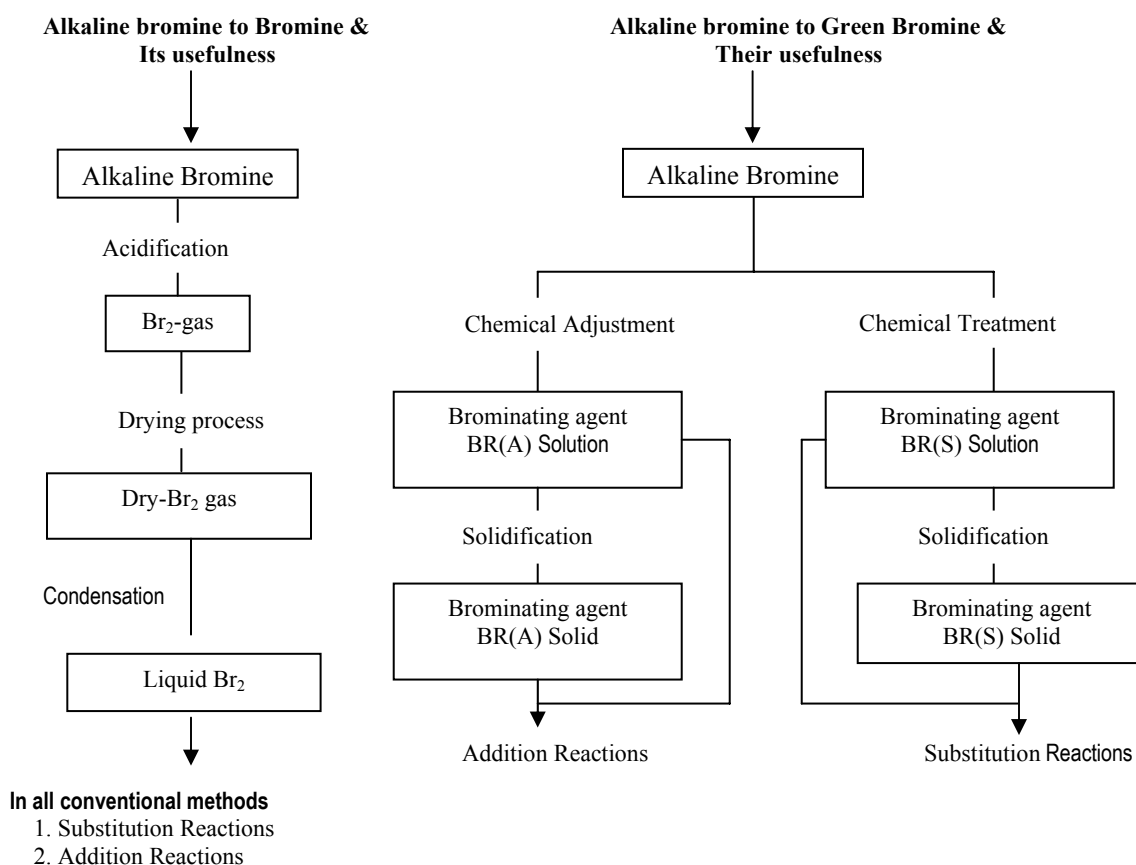 Alkaline bromine to Bromine &
Its usefulness
Alkaline Bromine
Acidification
Br₂-gas
Drying process
Dry-Br₂ gas
Condensation
Liquid Br₂
In all conventional methods
1. Substitution Reactions
2. Addition Reactions
Alkaline bromine to Green Bromine &
Their usefulness
Alkaline Bromine
Chemical Adjustment
Brominating agent
BR(A) Solution
Solidification
Brominating agent
BR(A) Solid
Addition Reactions
Chemical Treatment
Brominating agent
BR(S) Solution
Solidification
Brominating agent
BR(S) Solid
Substitution Reactions